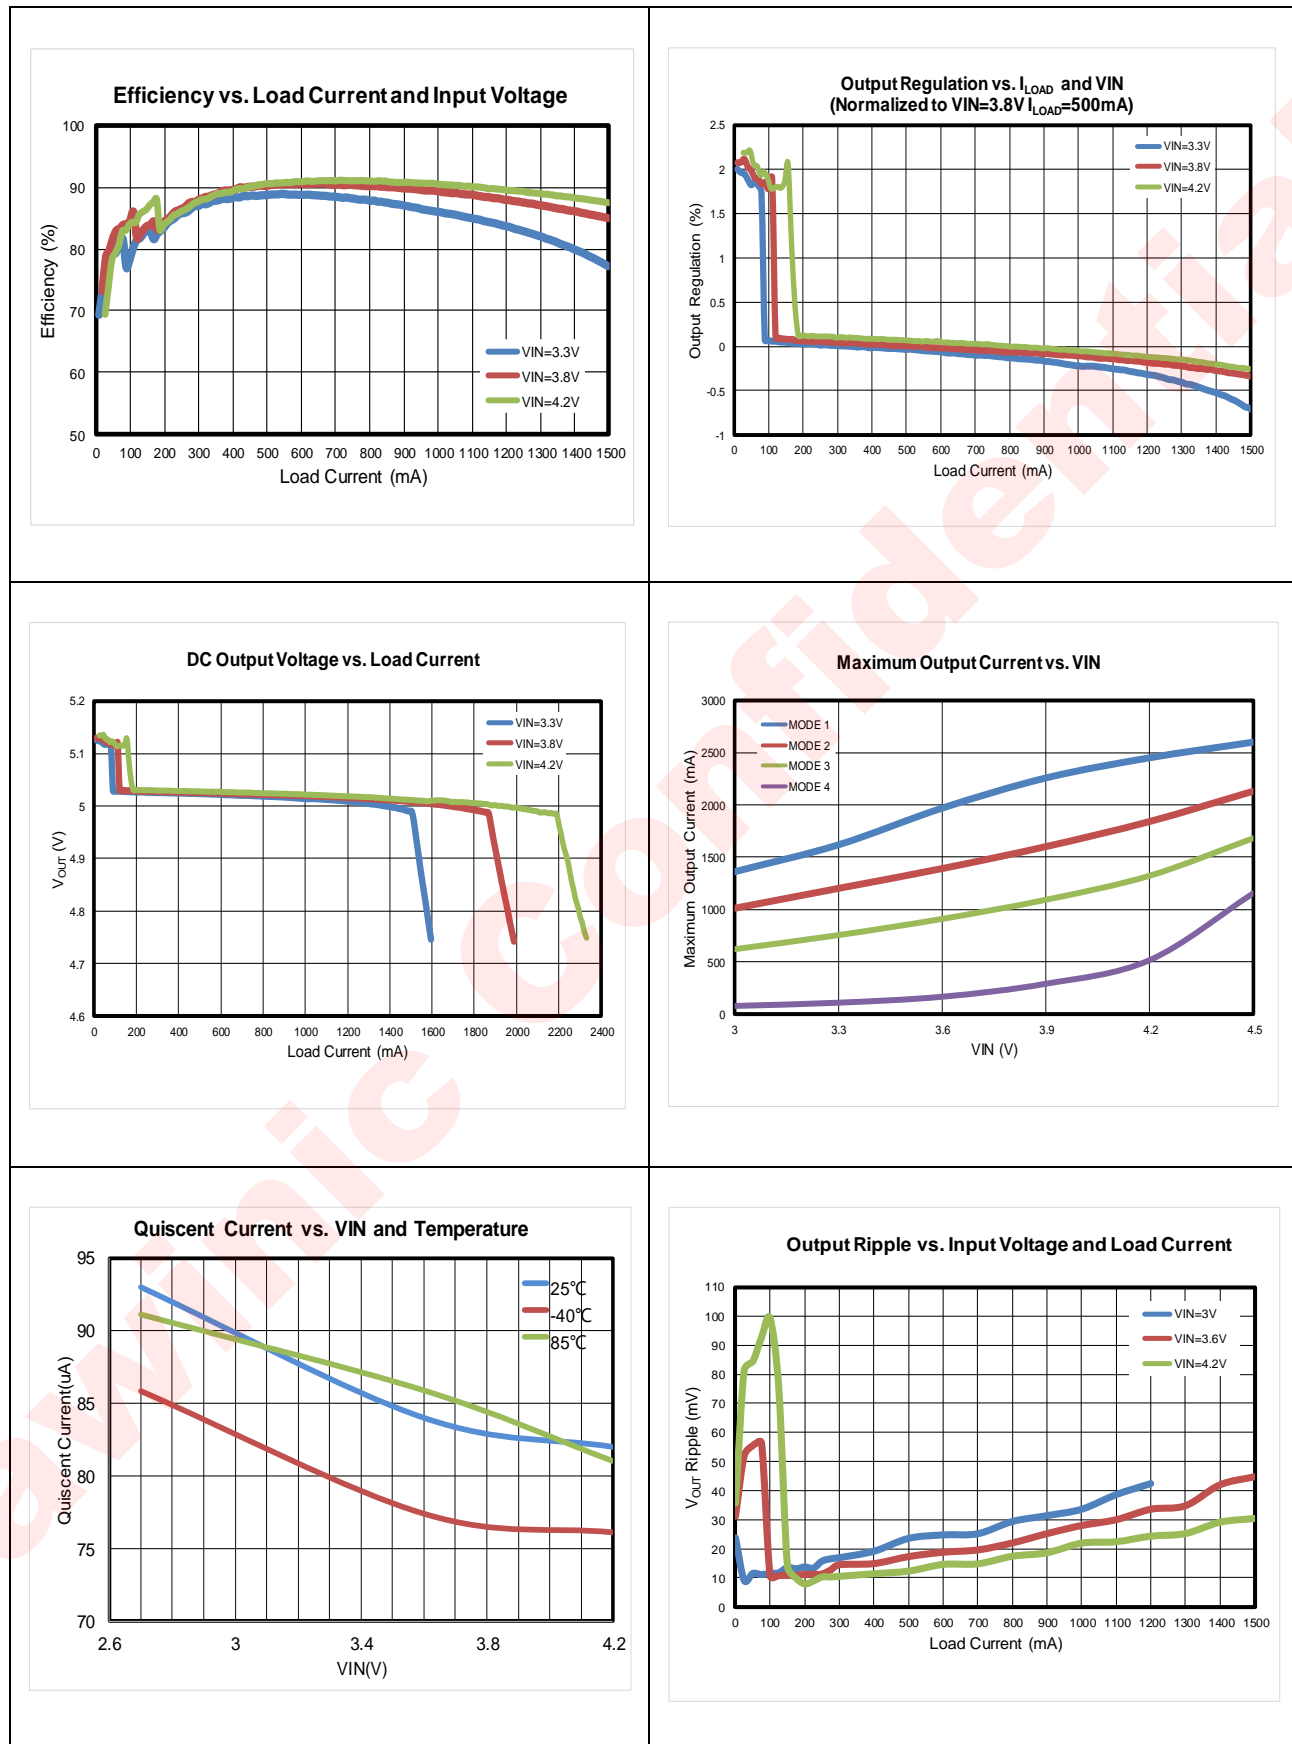 Efficiency vs. Load Current and Input Voltage
100
90
80
70
60
50
Efficiency (%)
VIN=3.3V
VIN=3.8V
VIN=4.2V
0 100 200 300 400 500 600 700 800 900 1000 1100 1200 1300 1400 1500
Load Current (mA)
Output Regulation vs. ILOAD and VIN
(Normalized to VIN=3.8V ILOAD=500mA)
2.5
2
1.5
1
0.5
0
-0.5
-1
Output Regulation (%)
VIN=3.3V
VIN=3.8V
VIN=4.2V
0 100 200 300 400 500 600 700 800 900 1000 1100 1200 1300 1400 1500
Load Current (mA)
DC Output Voltage vs. Load Current
5.2
5.1
5
4.9
4.8
4.7
4.6
VOUT (V)
VIN=3.3V
VIN=3.8V
VIN=4.2V
0 200 400 600 800 1000 1200 1400 1600 1800 2000 2200 2400
Load Current (mA)
Maximum Output Current vs. VIN
3000
2500
2000
1500
1000
500
0
Maximum Output Current (mA)
MODE 1
MODE 2
MODE 3
MODE 4
3 3.3 3.6 3.9 4.2 4.5
VIN (V)
Quiscent Current vs. VIN and Temperature
95
90
85
80
75
70
Quiscent Current(uA)
25℃
-40℃
85℃
2.6 3 3.4 3.8 4.2
VIN(V)
Output Ripple vs. Input Voltage and Load Current
110
100
90
80
70
60
50
40
30
20
10
0
VOUT Ripple (mV)
VIN=3V
VIN=3.6V
VIN=4.2V
0 100 200 300 400 500 600 700 800 900 1000 1100 1200 1300 1400 1500
Load Current (mA)
awinic Confidential